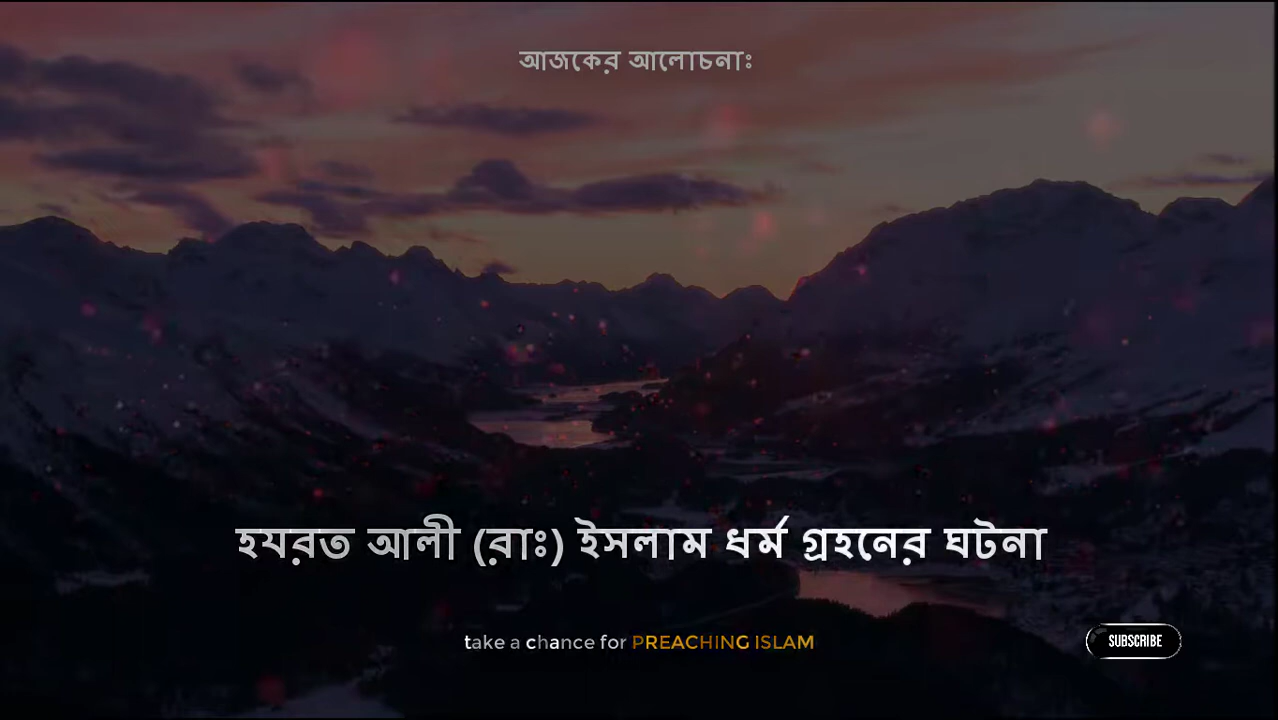 আজকের আলোচনাঃ
হযরত আলী (রাঃ) ইসলাম ধর্ম গ্রহনের ঘটনা
take a chance for PREACHING ISLAM
SUBSCRIBE